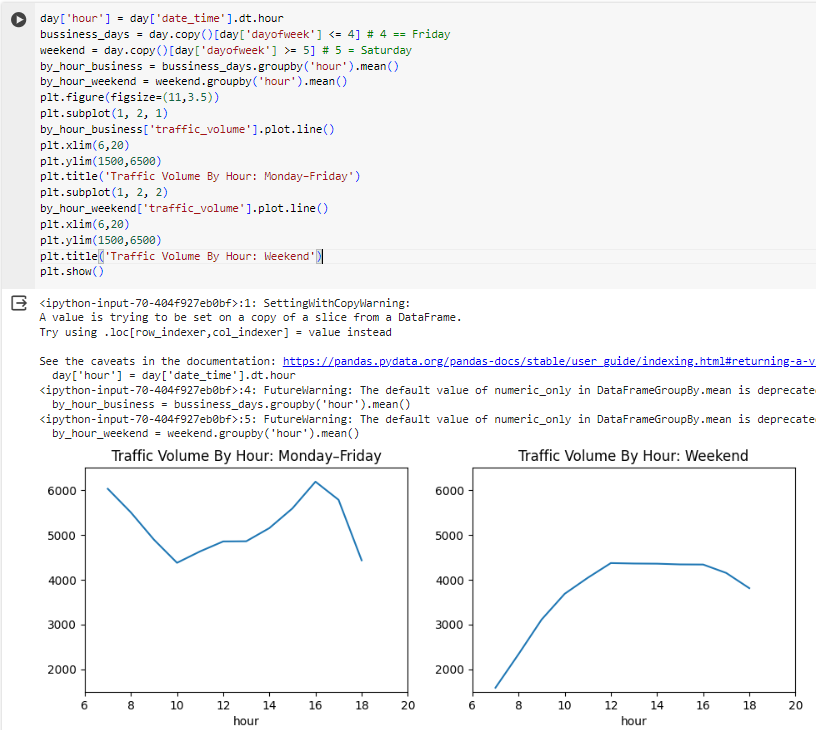 day['hour'] = day['date_time'].dt.hour
bussiness_days = day.copy()[day['dayofweek'] <= 4] # 4 == Friday
weekend = day.copy()[day['dayofweek'] >= 5] # 5 = Saturday
by_hour_business = bussiness_days.groupby('hour').mean()
by_hour_weekend = weekend.groupby('hour').mean()
plt.figure(figsize=(11,3.5))
plt.subplot(1, 2, 1)
by_hour_business['traffic_volume'].plot.line()
plt.xlim(6,20)
plt.ylim(1500,6500)
plt.title('Traffic Volume By Hour: Monday–Friday')
plt.subplot(1, 2, 2)
by_hour_weekend['traffic_volume'].plot.line()
plt.xlim(6,20)
plt.ylim(1500,6500)
plt.title('Traffic Volume By Hour: Weekend')
plt.show()
<ipython-input-70-404f927eb0bf>:1: SettingWithCopyWarning:
A value is trying to be set on a copy of a slice from a DataFrame.
Try using .loc[row_indexer,col_indexer] = value instead
See the caveats in the documentation: https://pandas.pydata.org/pandas-docs/stable/user_guide/indexing.html#returning-a-v
day['hour'] = day['date_time'].dt.hour
<ipython-input-70-404f927eb0bf>:4: FutureWarning: The default value of numeric_only in DataFrameGroupBy.mean is deprecate
by_hour_business = bussiness_days.groupby('hour').mean()
<ipython-input-70-404f927eb0bf>:5: FutureWarning: The default value of numeric_only in DataFrameGroupBy.mean is deprecate
by_hour_weekend = weekend.groupby('hour').mean()
Traffic Volume By Hour: Monday–Friday
6000
5000
4000
3000
2000
6 8 10 12 14 16 18 20
hour
Traffic Volume By Hour: Weekend
6000
5000
4000
3000
2000
6 8 10 12 14 16 18 20
hour